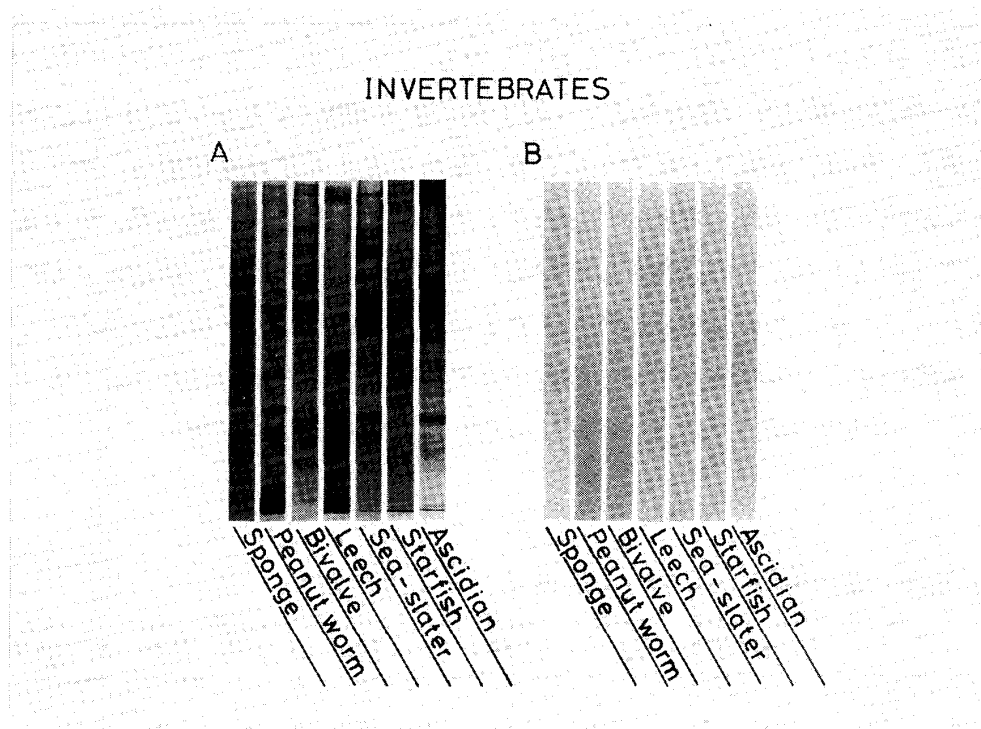 INVERTEBRATES
A
B
Sponge
Peanut worm
Bivalve
Leech
Sea-slater
Starfish
Ascidian
Sponge
Peanut worm
Bivalve
Leech
Sea-slater
Starfish
Ascidian